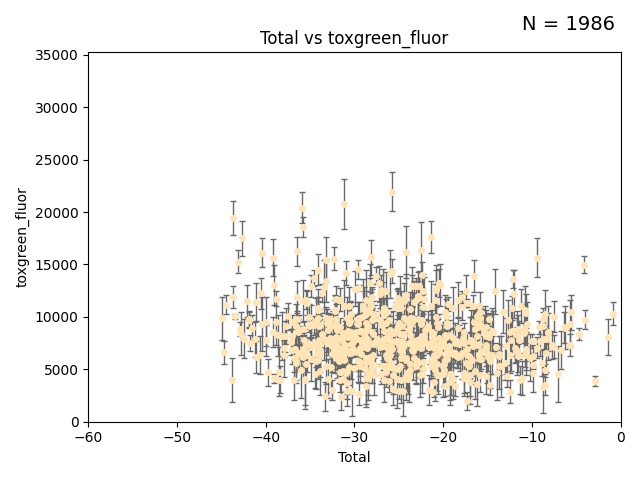 N = 1986
Total vs toxgreen_fluor
35000
30000
25000
20000
15000
10000
5000
0
toxgreen_fluor
−60 −50 −40 −30 −20 −10 0
Total